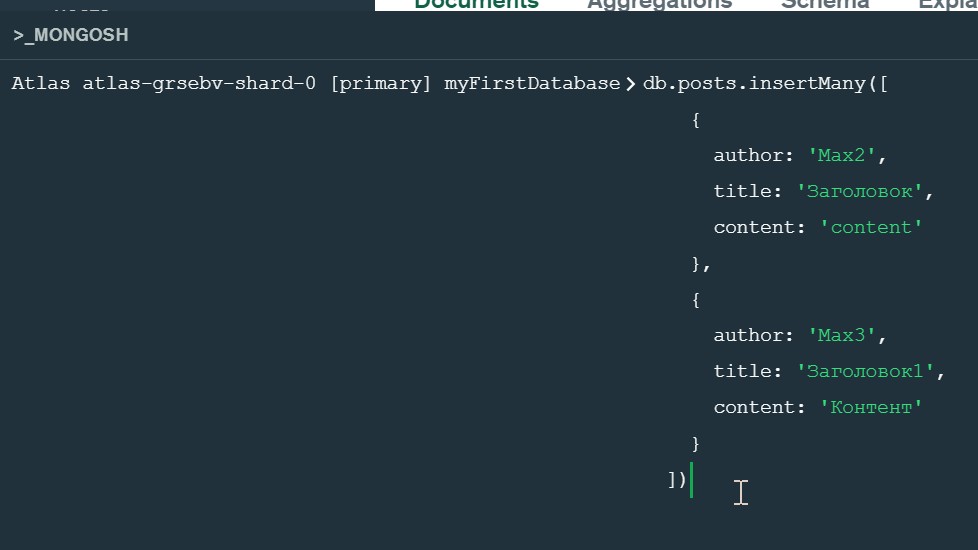 Documents Aggregations Schema Expla
>_MONGOSH
Atlas atlas-grsebv-shard-0 [primary] myFirstDatabase> db.posts.insertMany([
{
author: 'Max2',
title: 'Заголовок',
content: 'content'
},
{
author: 'Max3',
title: 'Заголовок1',
content: 'Контент'
}
])